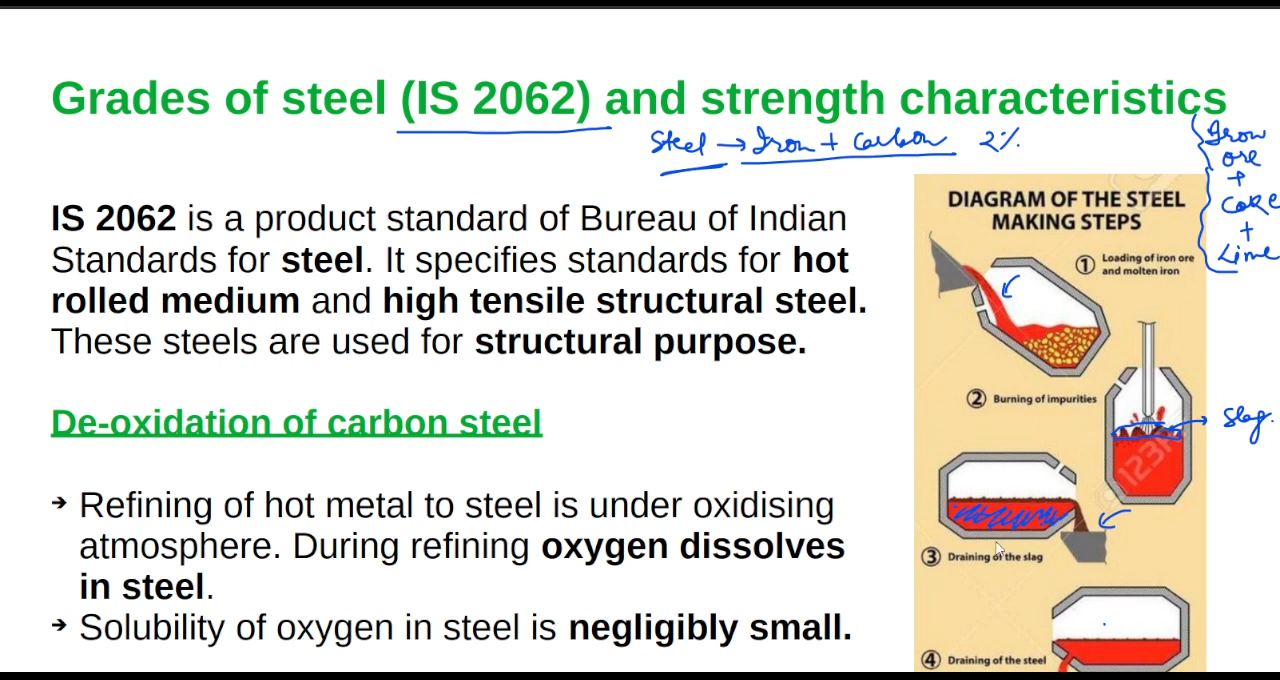 Grades of steel (IS 2062) and strength characteristics
Steel → Iron + Carbon 2%
Iron
ore
+
Coke
+
Lime
IS 2062 is a product standard of Bureau of Indian
Standards for steel. It specifies standards for hot
rolled medium and high tensile structural steel.
These steels are used for structural purpose.
De-oxidation of carbon steel
➔ Refining of hot metal to steel is under oxidising
atmosphere. During refining oxygen dissolves
in steel.
➔ Solubility of oxygen in steel is negligibly small.
DIAGRAM OF THE STEEL
MAKING STEPS
1 Loading of iron ore
and molten iron
2 Burning of impurities
→ Slag.
3 Draining of the slag
4 Draining of the steel